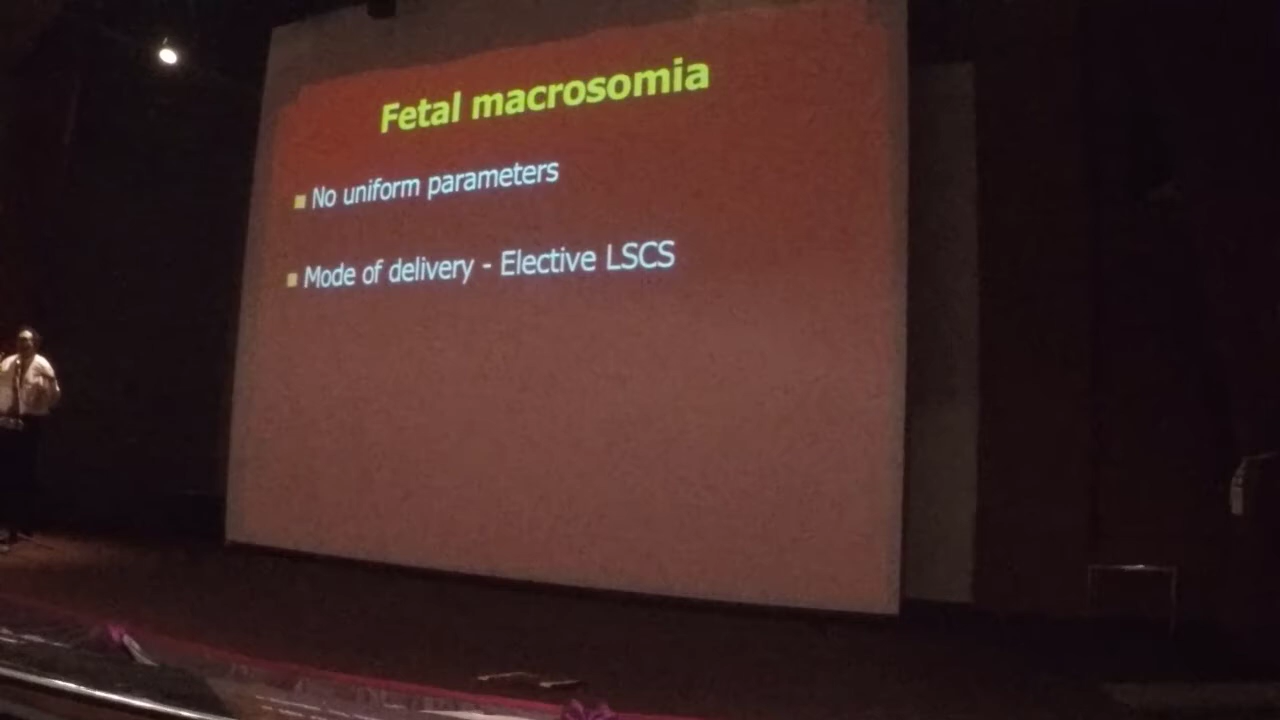 Fetal macrosomia
No uniform parameters
Mode of delivery - Elective LSCS